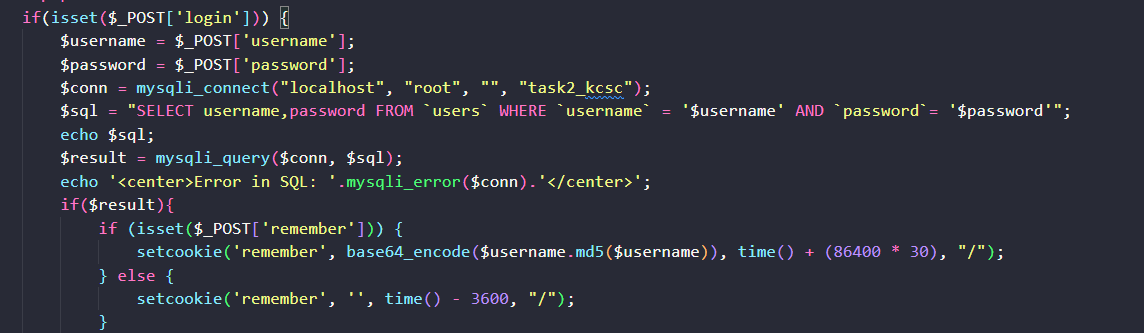 if(isset($_POST['login'])) {
$username = $_POST['username'];
$password = $_POST['password'];
$conn = mysqli_connect("localhost", "root", "", "task2_kcsc");
$sql = "SELECT username,password FROM `users` WHERE `username` = '$username' AND `password`= '$password'";
echo $sql;
$result = mysqli_query($conn, $sql);
echo '<center>Error in SQL: '.mysqli_error($conn).'</center>';
if($result){
if (isset($_POST['remember'])) {
setcookie('remember', base64_encode($username.md5($username)), time() + (86400 * 30), "/");
} else {
setcookie('remember', '', time() - 3600, "/");
}